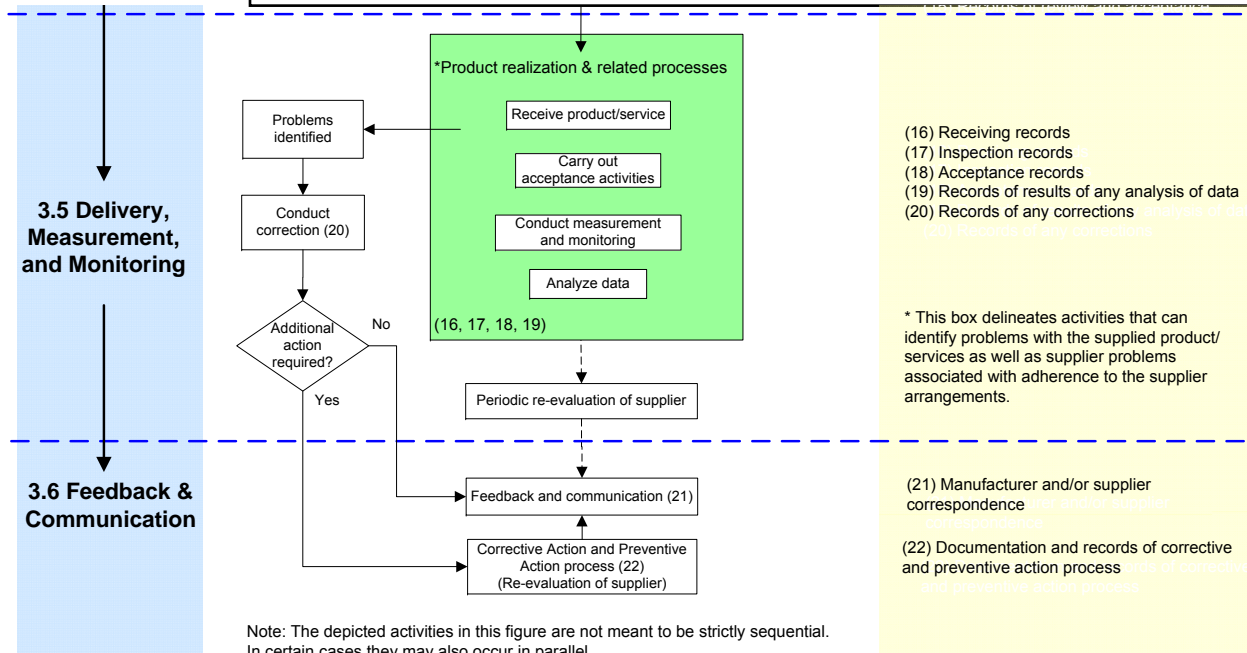 *Product realization & related processes
Receive product/service
Carry out
acceptance activities
Conduct measurement
and monitoring
Analyze data
(16, 17, 18, 19)
Problems
identified
Conduct
correction (20)
Additional
action
required?
No
Yes
Periodic re-evaluation of supplier
3.5 Delivery,
Measurement,
and Monitoring
(16) Receiving records
(17) Inspection records
(18) Acceptance records
(19) Records of results of any analysis of data
(20) Records of any corrections
* This box delineates activities that can
identify problems with the supplied product/
services as well as supplier problems
associated with adherence to the supplier
arrangements.
3.6 Feedback &
Communication
Feedback and communication (21)
Corrective Action and Preventive
Action process (22)
(Re-evaluation of supplier)
(21) Manufacturer and/or supplier
correspondence
(22) Documentation and records of corrective
and preventive action process
Note: The depicted activities in this figure are not meant to be strictly sequential.
In certain cases they may also occur in parallel